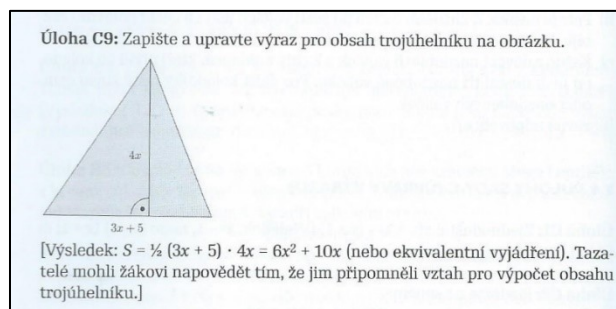 Úloha C9: Zapište a upravte výraz pro obsah trojúhelníku na obrázku.
4x
3x + 5
[Výsledek: S = ½ (3x + 5) · 4x = 6x² + 10x (nebo ekvivalentní vyjádření). Taza-
telé mohli žákovi napovědět tím, že jim připomněli vztah pro výpočet obsahu
trojúhelníku.]